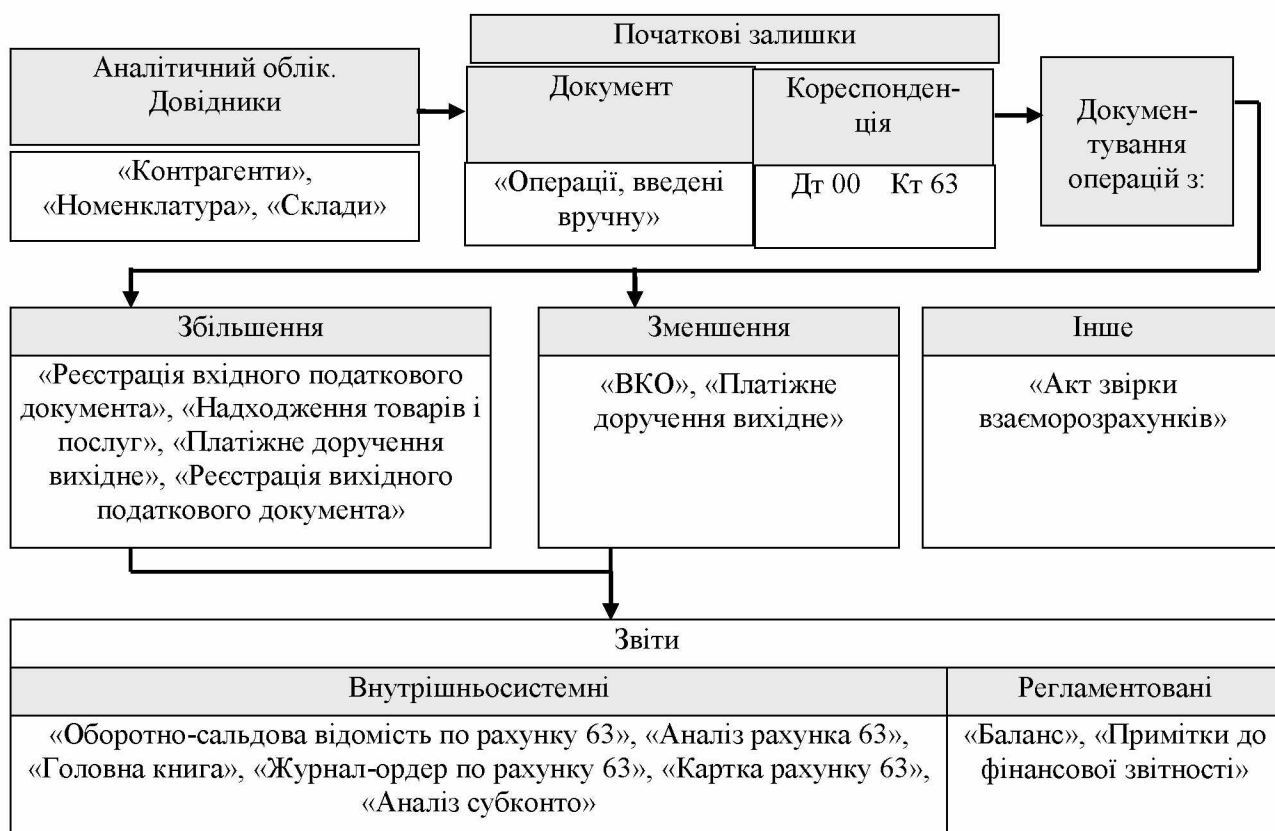 Аналітичний облік.
Довідники
«Контрагенти»,
«Номенклатура», «Склади»
Початкові залишки
Документ
«Операції, введені
вручну»
Кореспонден-
ція
Дт 00 Кт 63
Докумен-
тування
операцій з:
Збільшення
«Реєстрація вхідного податкового
документа», «Надходження товарів і
послуг», «Платіжне доручення
вихідне», «Реєстрація вихідного
податкового документа»
Зменшення
«ВКО», «Платіжне
доручення вихідне»
Інше
«Акт звірки
взаєморозрахунків»
Звіти
Внутрішньосистемні
«Оборотно-сальдова відомість по рахунку 63», «Аналіз рахунка 63»,
«Головна книга», «Журнал-ордер по рахунку 63», «Картка рахунку 63»,
«Аналіз субконто»
Регламентовані
«Баланс», «Примітки до
фінансової звітності»